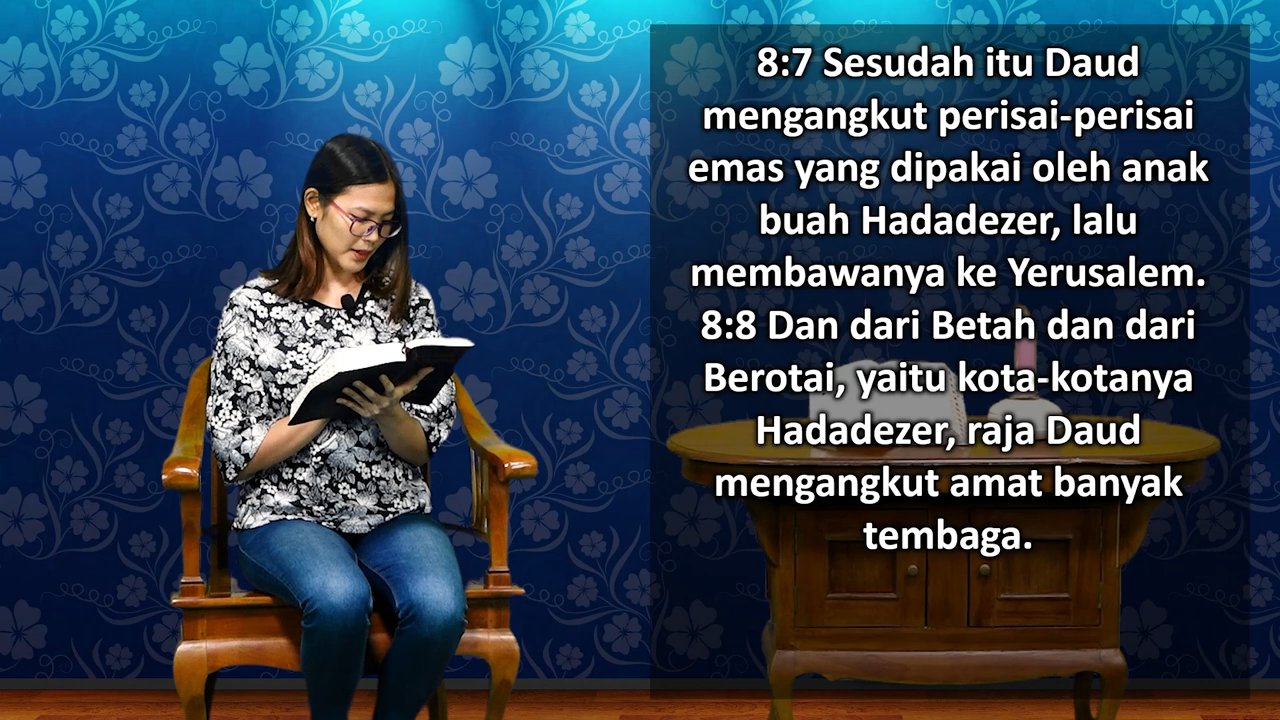 8:7 Sesudah itu Daud
mengangkut perisai-perisai
emas yang dipakai oleh anak
buah Hadadezer, lalu
membawanya ke Yerusalem.
8:8 Dan dari Betah dan dari
Berotai, yaitu kota-kotanya
Hadadezer, raja Daud
mengangkut amat banyak
tembaga.